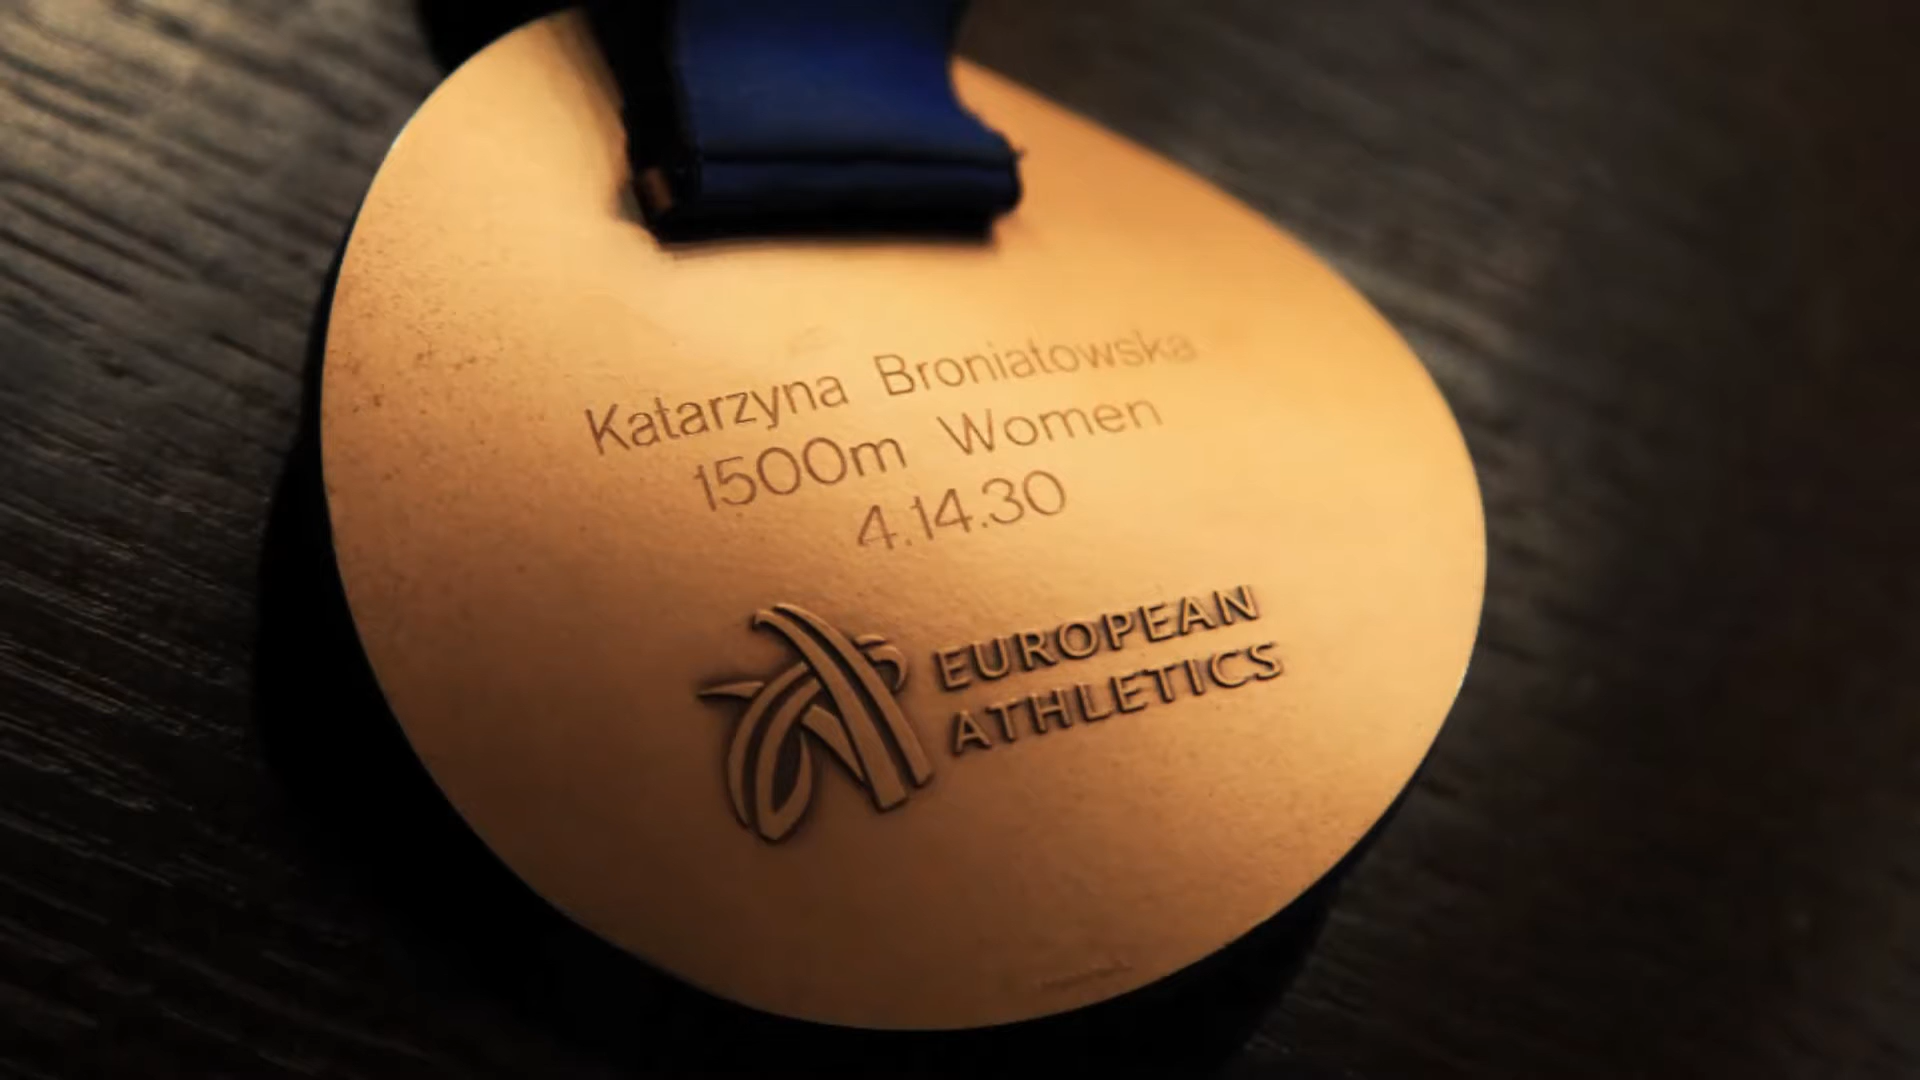 Katarzyna Broniatowska
1500m Women
4.14.30
EUROPEAN
ATHLETICS